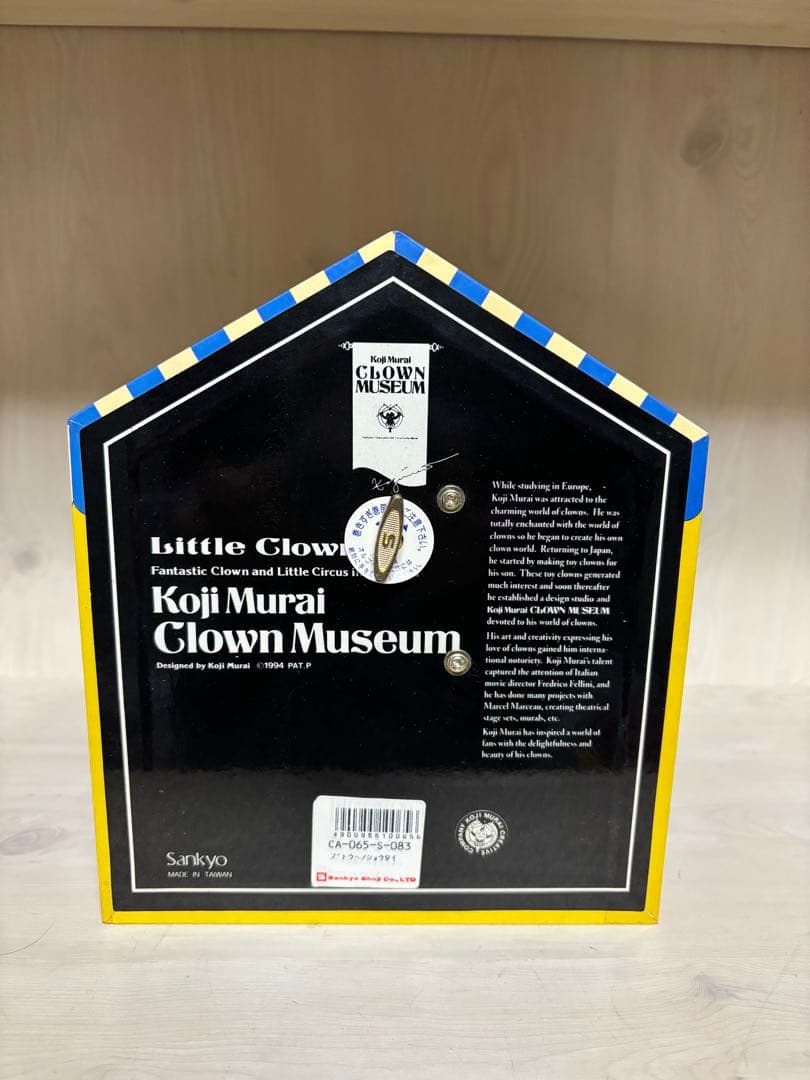 Koji Murai
CLOWN
MUSEUM
Little Clown
Fantastic Clown and Little Circus
Koji Murai
Clown Museum
Designed by Koji Murai ©1994 PAT.P
S
While studying in Europe,
Koji Murai was attracted to the
charming world of clowns. He was
totally enchanted with the world of
clowns so he began to create his own
clown world. Returning to Japan,
he started by making toy clowns for
his son. These toy clowns generated
much interest and soon thereafter
he established a design studio and
Koji Murai CLOWN MUSEUM
devoted to his world of clowns.
His art and creativity expressing his
love of clowns gained him interna-
tional notoriety. Koji Murai's talent
captured the attention of Italian
movie director Fredrico Fellini, and
he has done many projects with
Marcel Marceau, creating theatrical
stage sets, murals, etc.
Koji Murai has inspired a world of
fans with the delightfulness and
beauty of his clowns.
CA-065-S-083
Sankyo Shoji Co., LTD
COMPANY KOJI MURAI CREATIVE
Sankyo
MADE IN TAIWAN